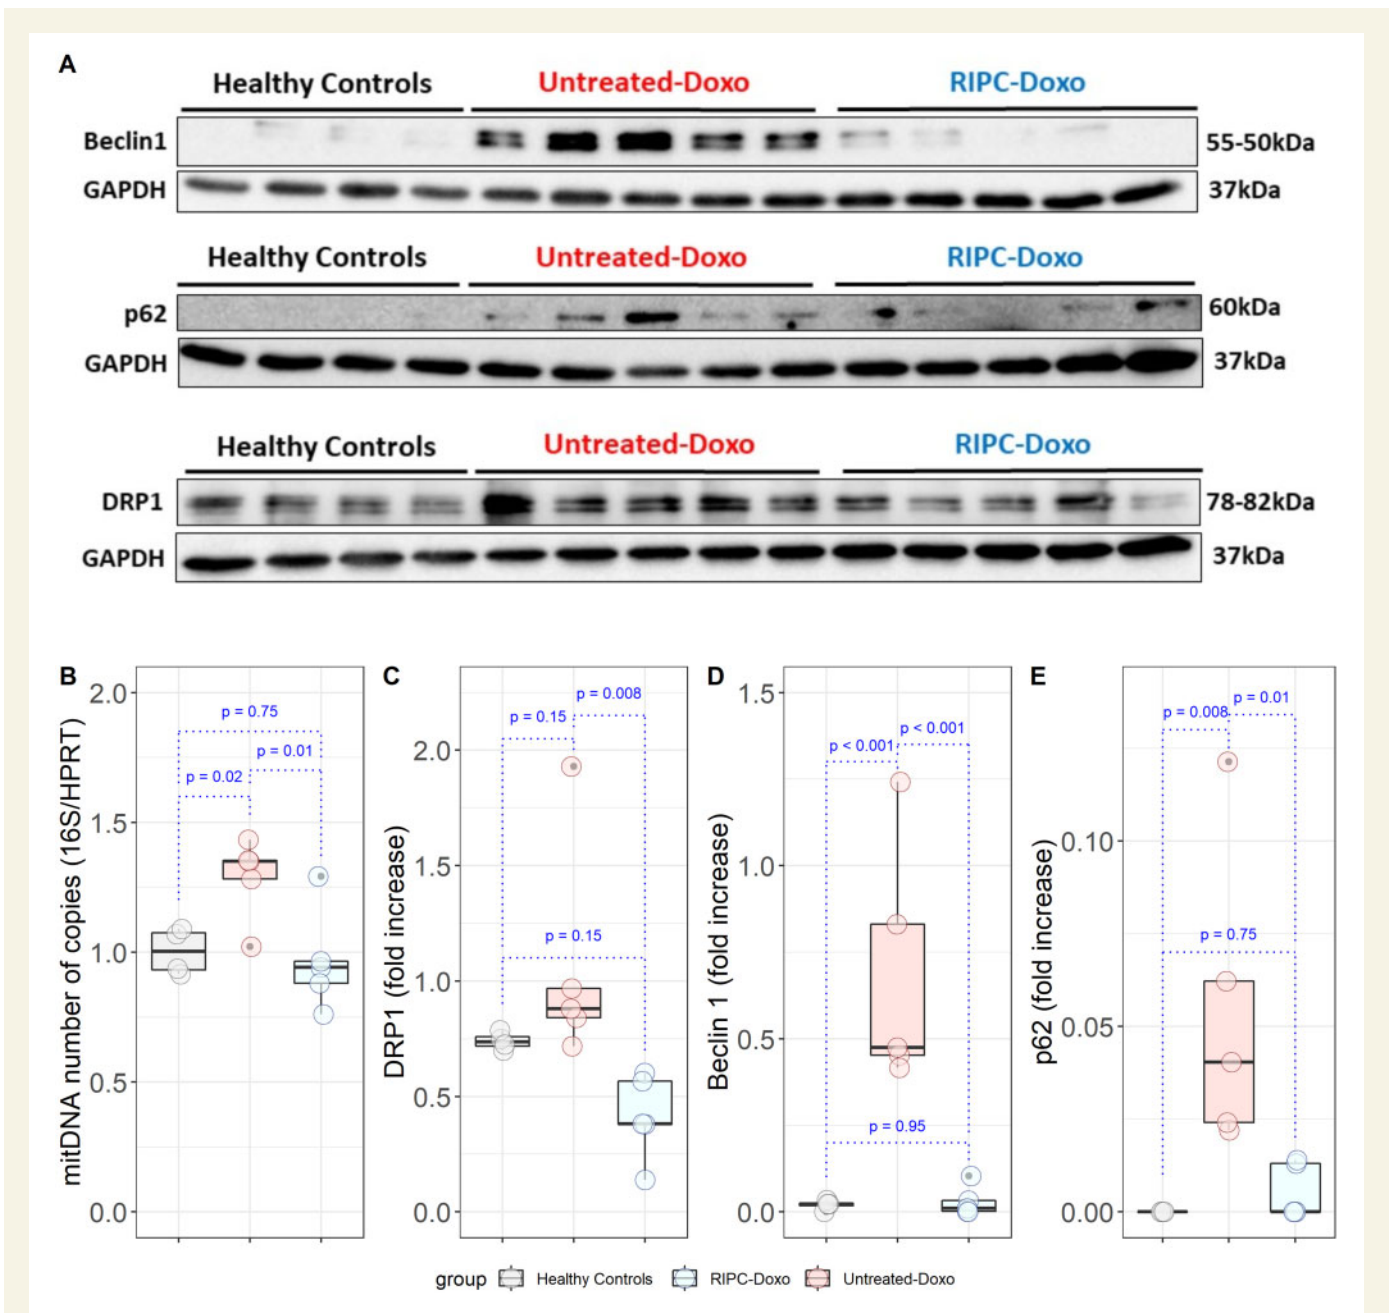 A
Healthy Controls Untreated-Doxo RIPC-Doxo
Beclin1 55-50kDa
GAPDH 37kDa
Healthy Controls Untreated-Doxo RIPC-Doxo
p62 60kDa
GAPDH 37kDa
Healthy Controls Untreated-Doxo RIPC-Doxo
DRP1 78-82kDa
GAPDH 37kDa
B
mitDNA number of copies (16S/HPRT)
2.0
1.5
1.0
0.5
0.0
p = 0.75
p = 0.01
p = 0.02
C
DRP1 (fold increase)
2.0
1.5
1.0
0.5
0.0
p = 0.008
p = 0.15
p = 0.15
D
Beclin 1 (fold increase)
1.5
1.0
0.5
0.0
p < 0.001
p < 0.001
p = 0.95
E
p62 (fold increase)
0.10
0.05
0.00
p = 0.01
p = 0.008
p = 0.75
group Healthy Controls RIPC-Doxo Untreated-Doxo